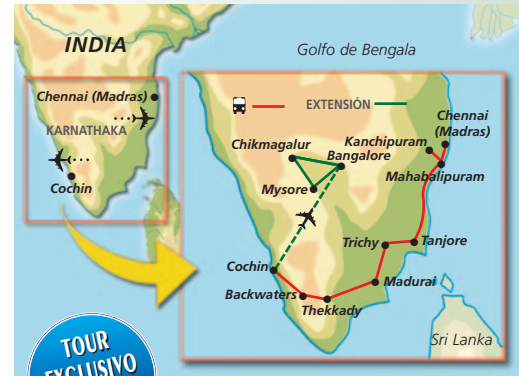 INDIA
Golfo de Bengala
Chennai (Madras)
KARNATHAKA
Cochin
EXTENSIÓN
Chennai
(Madras)
Kanchipuram
Chikmagalur
Bangalore
Mahabalipuram
Mysore
Trichy
Tanjore
Cochin
Madurai
Backwaters
Thekkady
Sri Lanka
TOUR
EXCLUSIVO